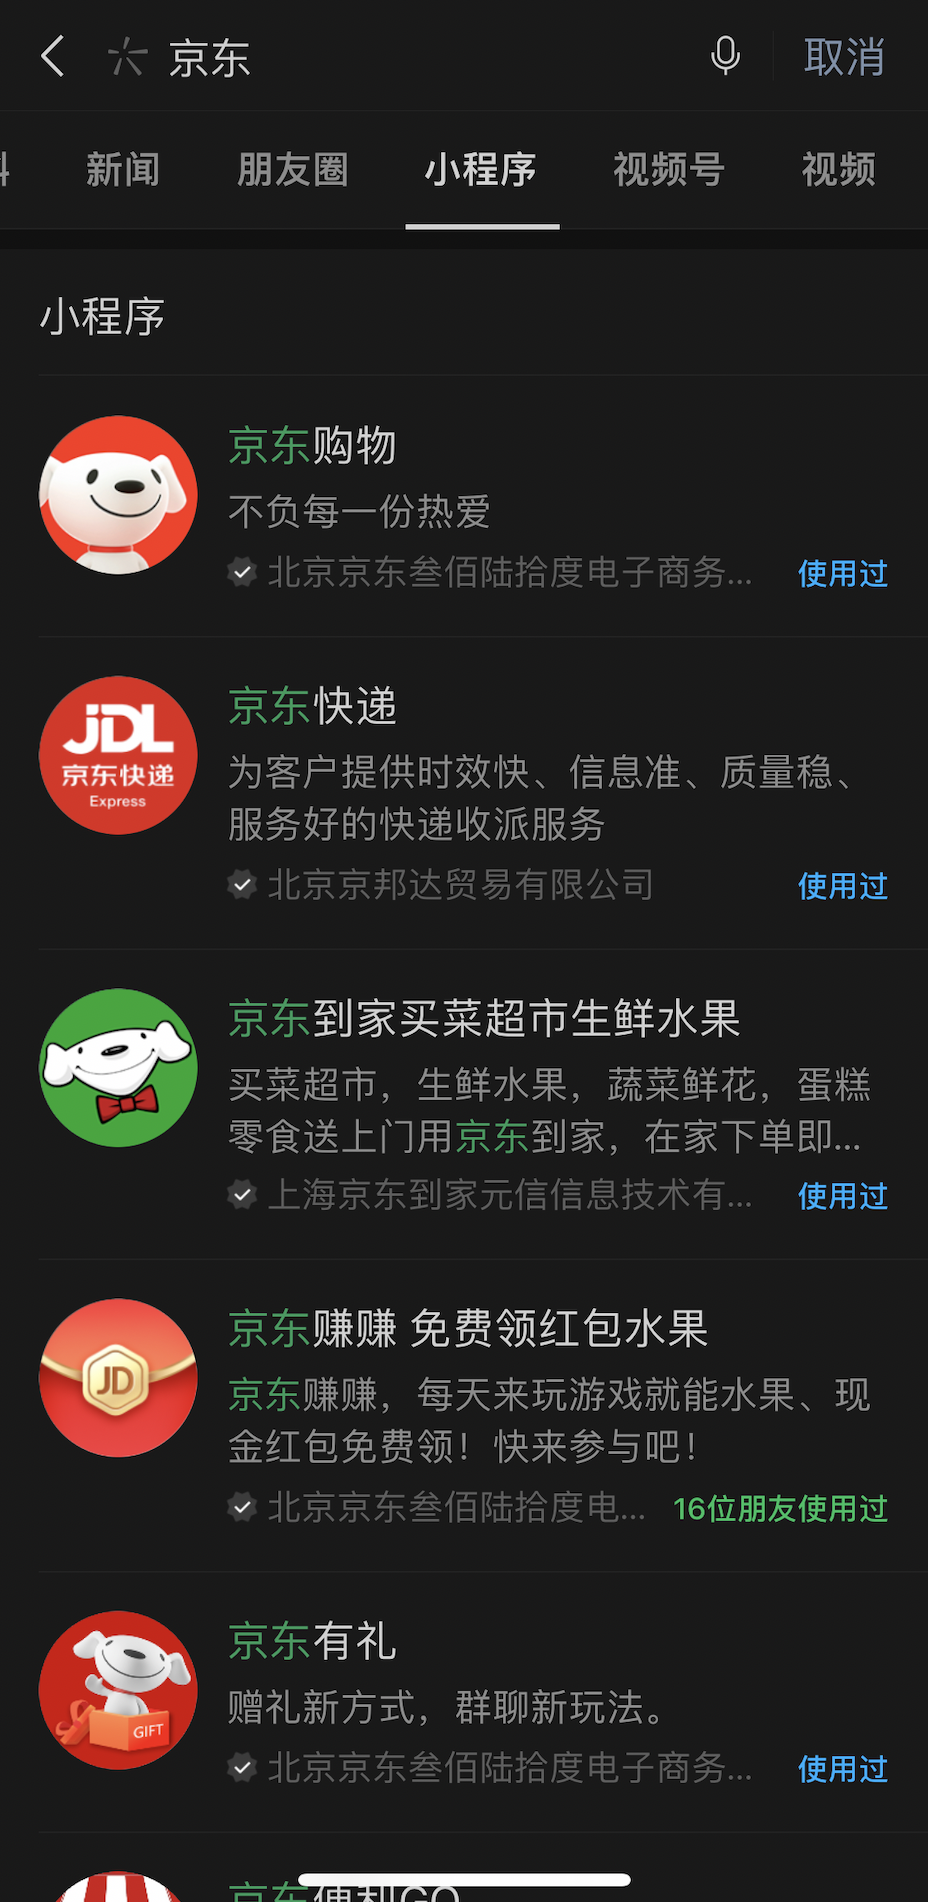 京东
取消
新闻
朋友圈
小程序
视频号
视频
小程序
京东购物
不负每一份热爱
北京京东叁佰陆拾度电子商务...
使用过
JDL
京东快递
Express
京东快递
为客户提供时效快、信息准、质量稳、
服务好的快递收派服务
北京京邦达贸易有限公司
使用过
京东到家买菜超市生鲜水果
买菜超市，生鲜水果，蔬菜鲜花，蛋糕
零食送上门用京东到家，在家下单即...
上海京东到家元信信息技术有...
使用过
JD
京东赚赚 免费领红包水果
京东赚赚，每天来玩游戏就能水果、现
金红包免费领！快来参与吧！
北京京东叁佰陆拾度电...
16位朋友使用过
GIFT
京东有礼
赠礼新方式，群聊新玩法。
北京京东叁佰陆拾度电子商务...
使用过
京东便利GO